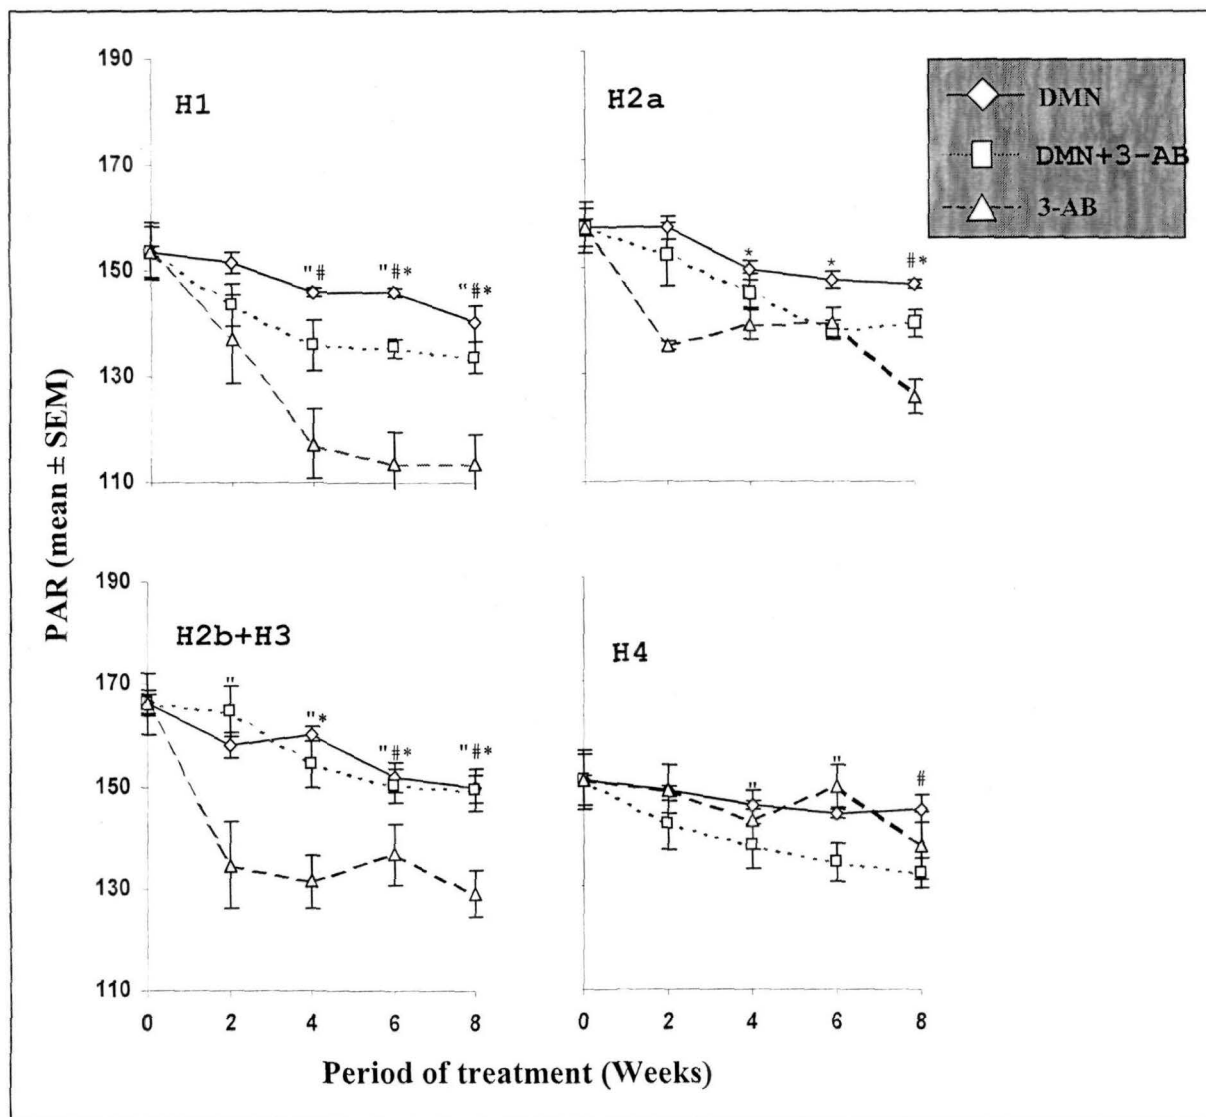 190
170
150
130
110
H1
"#
"#*
"#*
H2a
*
*
#*
DMN
DMN+3-AB
3-AB
PAR (mean ± SEM)
190
170
150
130
110
H2b+H3
"
"*
"#*
"#*
0 2 4 6 8
H4
"
"
#
0 2 4 6 8
Period of treatment (Weeks)